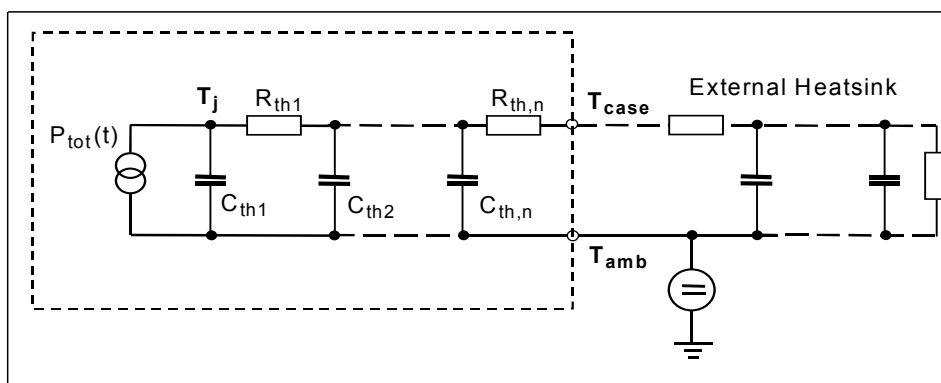 External Heatsink
Tj
Rth1
Rth,n
Tcase
Ptot(t)
Cth1
Cth2
Cth,n
Tamb